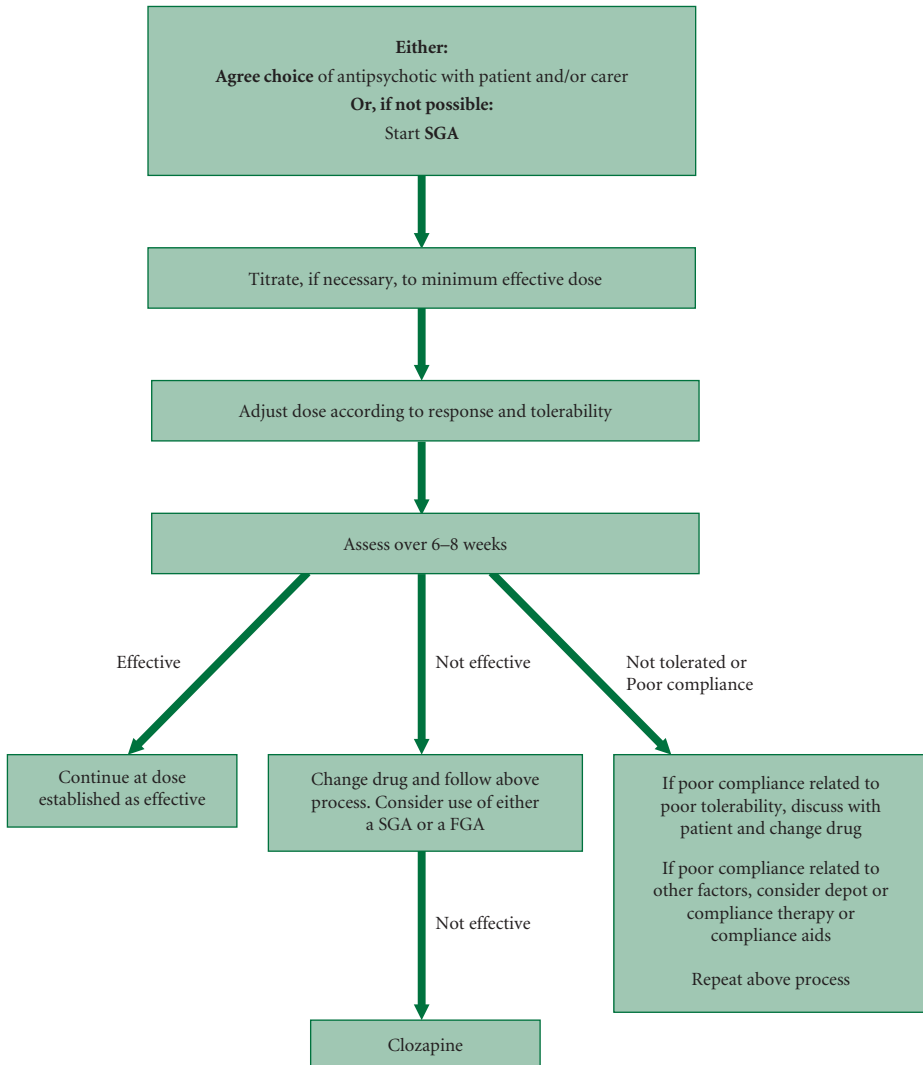 Either:
Agree choice of antipsychotic with patient and/or carer
Or, if not possible:
Start SGA
Titrate, if necessary, to minimum effective dose
Adjust dose according to response and tolerability
Assess over 6–8 weeks
Effective
Not effective
Not tolerated or
Poor compliance
Continue at dose
established as effective
Change drug and follow above
process. Consider use of either
a SGA or a FGA
If poor compliance related to
poor tolerability, discuss with
patient and change drug
If poor compliance related to
other factors, consider depot or
compliance therapy or
compliance aids
Repeat above process
Not effective
Clozapine